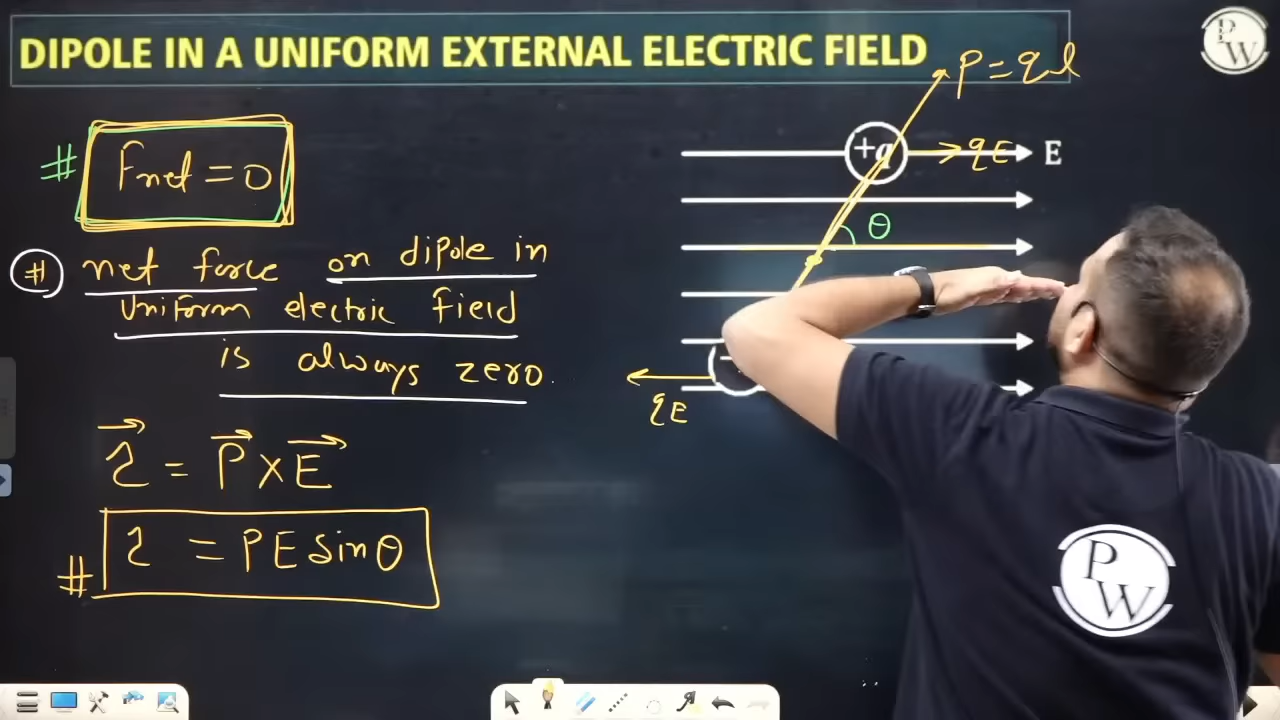 DIPOLE IN A UNIFORM EXTERNAL ELECTRIC FIELD
P = ql
PW
# Fnet = 0
+q
qE
E
θ
# net force on dipole in
Uniform electric field
is always zero.
-
qE
τ = P × E
# τ = PE sinθ
PW